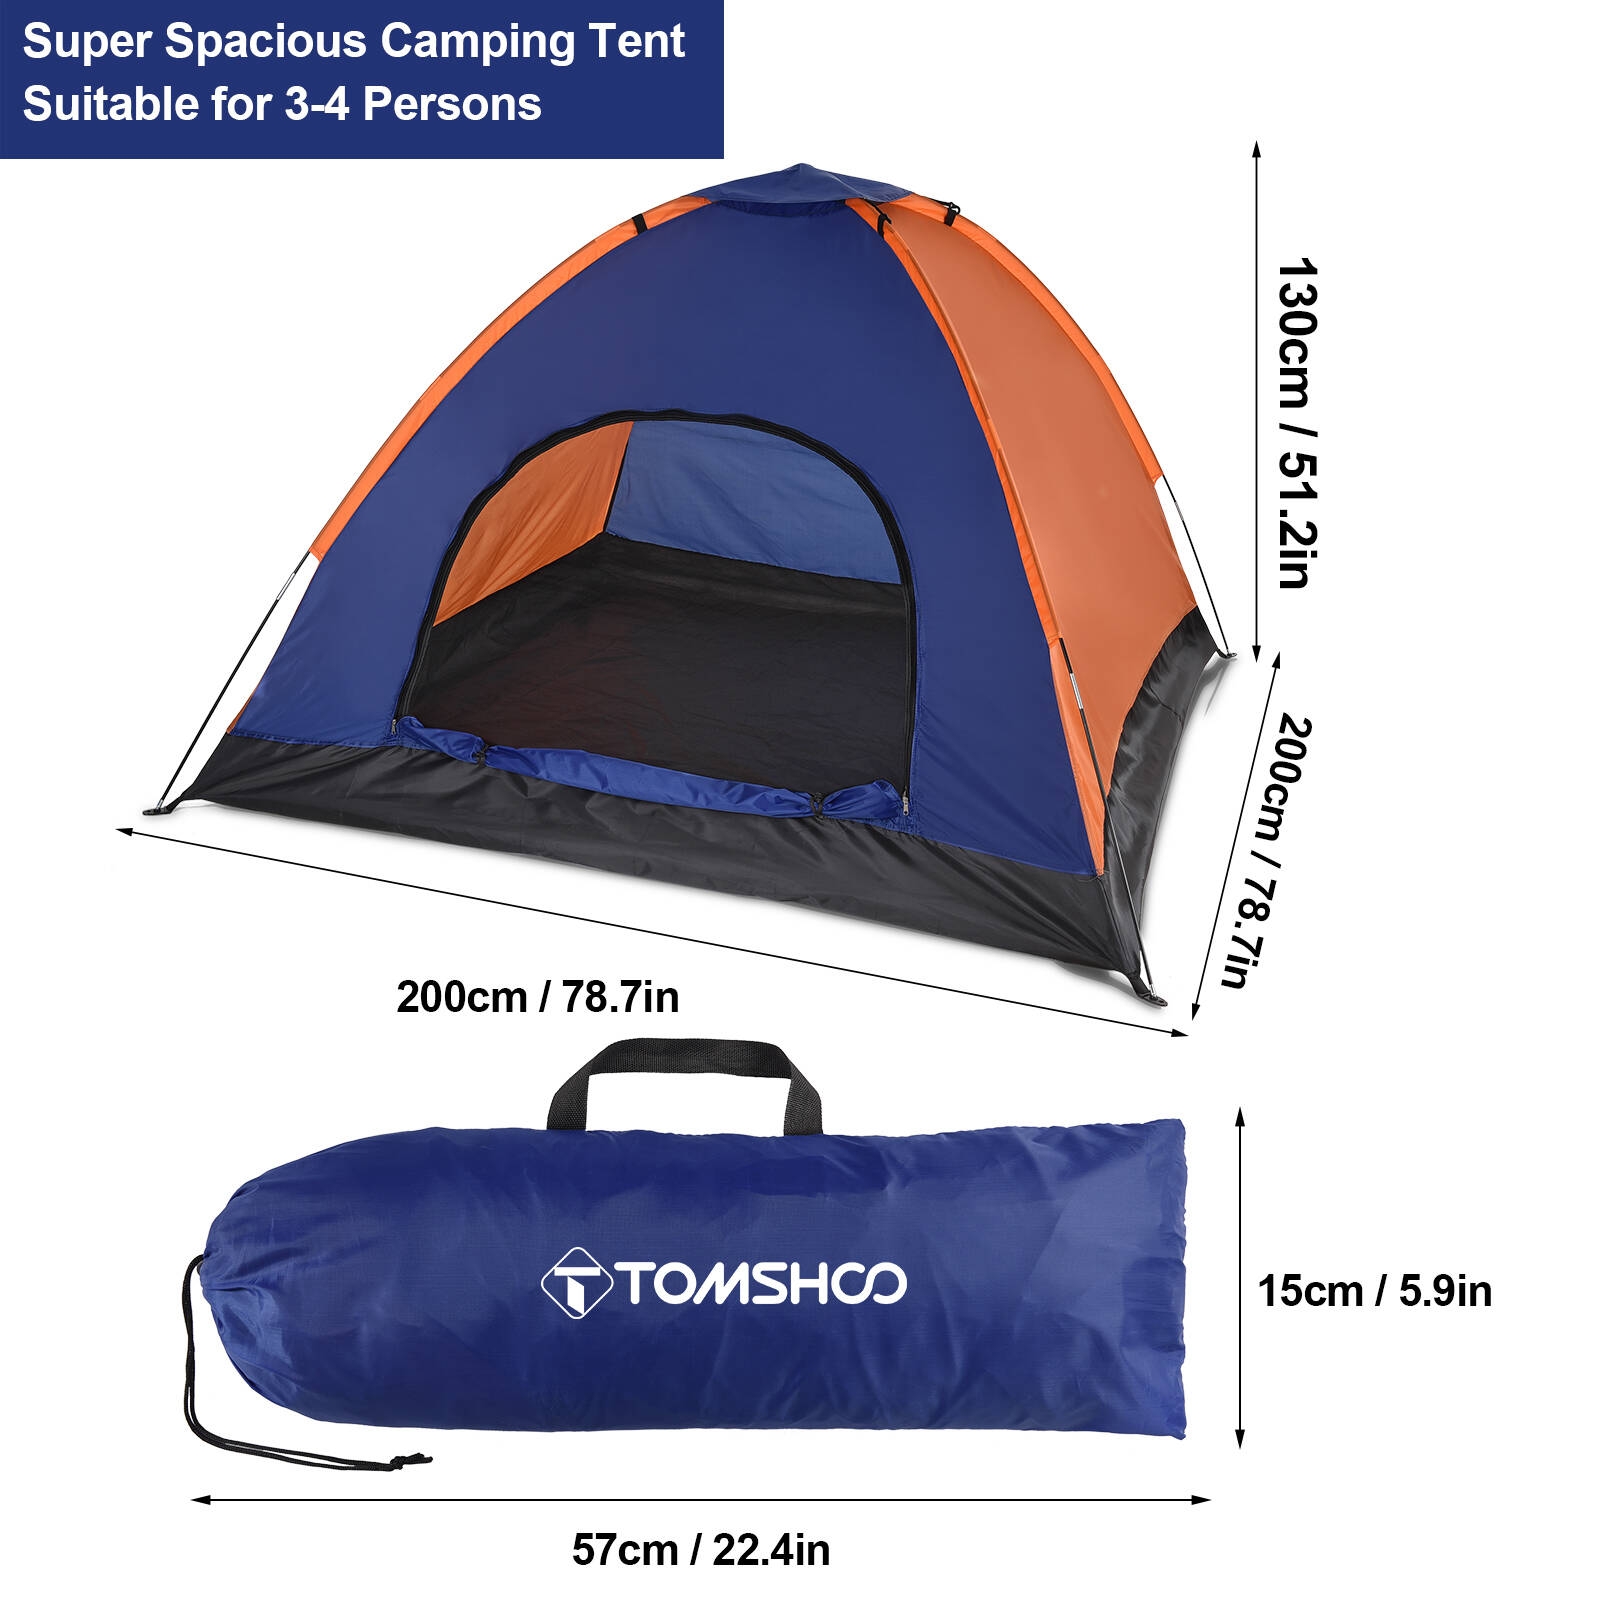 Super Spacious Camping Tent
Suitable for 3-4 Persons
130cm / 51.2in
200cm / 78.7in
200cm / 78.7in
TOMSHOO
15cm / 5.9in
57cm / 22.4in